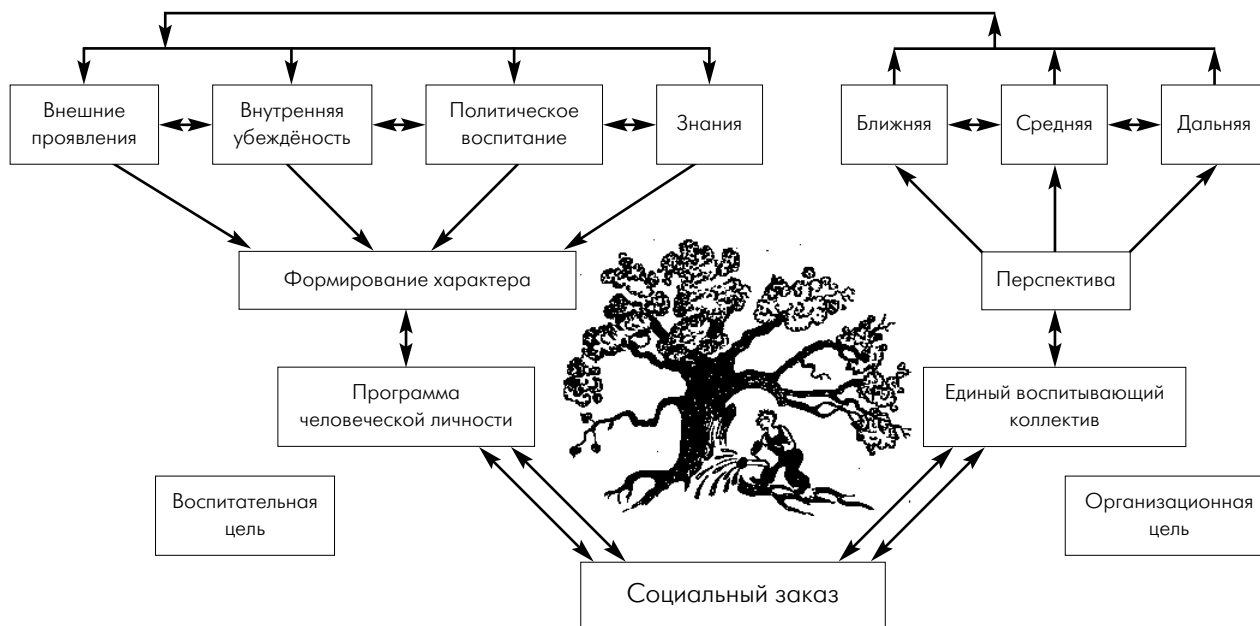 Внешние
проявления
Внутренняя
убеждёность
Политическое
воспитание
Знания
Ближняя
Средняя
Дальняя
Формирование характера
Перспектива
Программа
человеческой личности
Единый воспитывающий
коллектив
Воспитательная
цель
Организационная
цель
Социальный заказ